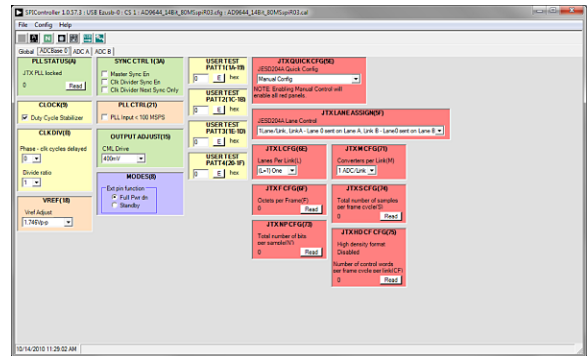 SPIController 1.0.57.3 : USB Ezusb-0 : CS 1 : AD9644_14Bit_80MSspiR03.cfg : AD9644_14Bit_80MSspiR03.cal
File Config Help
Global ADCBase 0 ADC A ADC B
PLL STATUS(A)
JTX PLL locked
0 Read
CLOCK(9)
Duty Cycle Stabilizer
CLK DIV(B)
Phase - clk cycles delayed
0
Divide ratio
1
VREF(18)
Vref Adjust
1.746Vp-p
SYNC CTRL1(3A)
Master Sync En
Clk Divider Sync En
Clk Divider Next Sync Only
PLL CTRL(21)
PLL Input < 100 MSPS
OUTPUT ADJUST(15)
CML Drive
400mV
MODES(8)
Ext pin function
Full Pwr dn
Standby
USER TEST
PATT1(1A-19)
0 E hex
USER TEST
PATT2(1C-1B)
0 E hex
USER TEST
PATT3(1E-1D)
0 E hex
USER TEST
PATT4(20-1F)
0 E hex
JTX QUICK CFG(5E)
JESD204A Quick Config
Manual Config
NOTE: Enabling Manual Control will
enable all red panels.
JTX LANE ASSIGN(5F)
JESD204A Lane Control
1Lane/Link, LinkA - Lane 0 sent on Lane A. Link B - Lane0 sent on Lane B
JTX LCFG(6E)
Lanes Per Link(L)
(L=1) One
JTX MCFG(71)
Converters per Link(M)
1 ADC/Link
JTX F CFG(6F)
Octets per Frame(F)
0 Read
JTX SCFG(74)
Total number of samples
per frame cycle(S)
0 Read
JTX NP CFG(73)
Total number of bits
per sample(N')
0 Read
JTX HD CF CFG(75)
High density format
Disabled
Number of control words
per frame cycle per link(CF)
0 Read
10/14/2010 11:29:02 AM